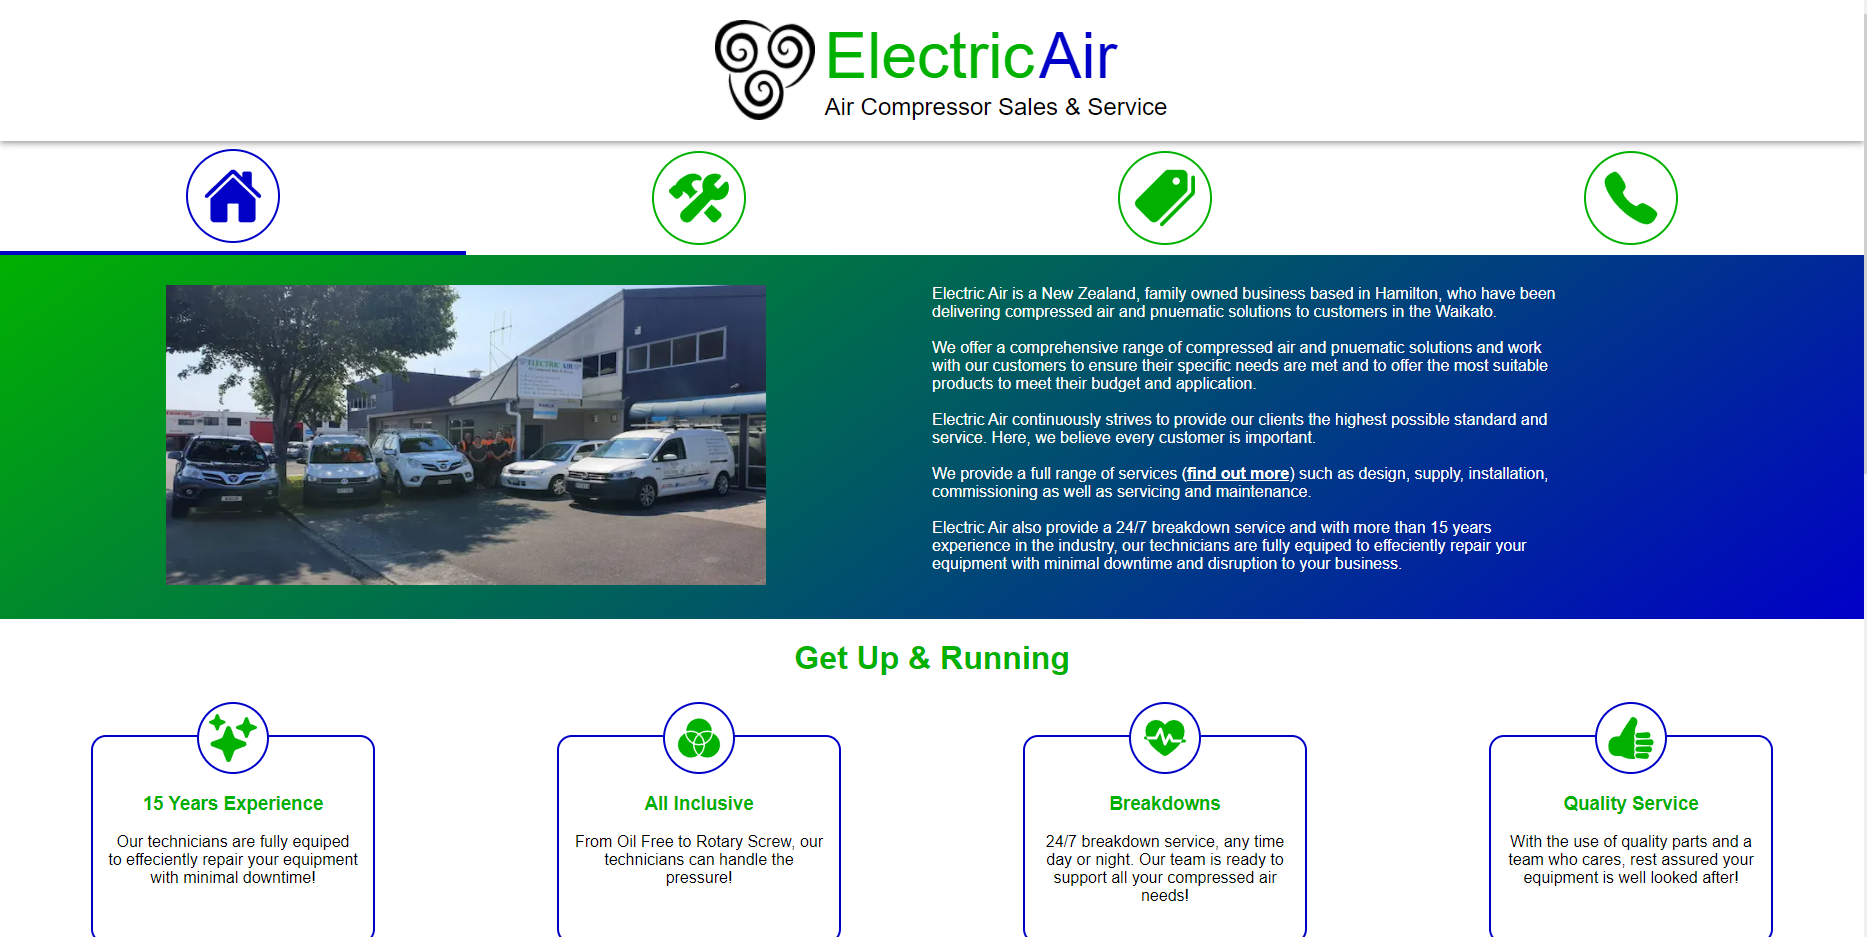 ElectricAir
Air Compressor Sales & Service
ELECTRIC AIR
Electric Air is a New Zealand, family owned business based in Hamilton, who have been
delivering compressed air and pnuematic solutions to customers in the Waikato.
We offer a comprehensive range of compressed air and pnuematic solutions and work
with our customers to ensure their specific needs are met and to offer the most suitable
products to meet their budget and application.
Electric Air continuously strives to provide our clients the highest possible standard and
service. Here, we believe every customer is important.
We provide a full range of services (find out more) such as design, supply, installation,
commissioning as well as servicing and maintenance.
Electric Air also provide a 24/7 breakdown service and with more than 15 years
experience in the industry, our technicians are fully equiped to effeciently repair your
equipment with minimal downtime and disruption to your business.
Get Up & Running
15 Years Experience
Our technicians are fully equiped
to effeciently repair your equipment
with minimal downtime!
All Inclusive
From Oil Free to Rotary Screw, our
technicians can handle the
pressure!
Breakdowns
24/7 breakdown service, any time
day or night. Our team is ready to
support all your compressed air
needs!
Quality Service
With the use of quality parts and a
team who cares, rest assured your
equipment is well looked after!